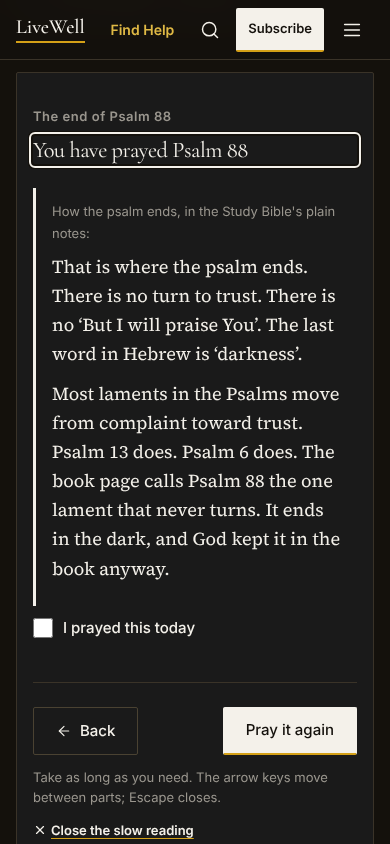 LiveWell
Find Help
Subscribe
The end of Psalm 88
You have prayed Psalm 88
How the psalm ends, in the Study Bible's plain
notes:
That is where the psalm ends.
There is no turn to trust. There is
no ‘But I will praise You’. The last
word in Hebrew is ‘darkness’.
Most laments in the Psalms move
from complaint toward trust.
Psalm 13 does. Psalm 6 does. The
book page calls Psalm 88 the one
lament that never turns. It ends
in the dark, and God kept it in the
book anyway.
I prayed this today
← Back
Pray it again
Take as long as you need. The arrow keys move
between parts; Escape closes.
✕ Close the slow reading